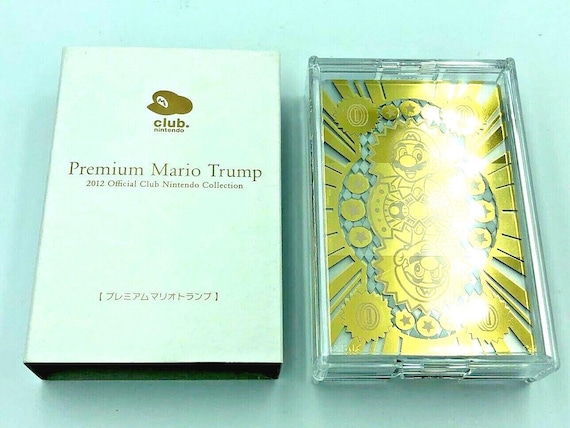 club.
nintendo
Premium Mario Trump
2012 Official Club Nintendo Collection
【プレミアムマリオトランプ】